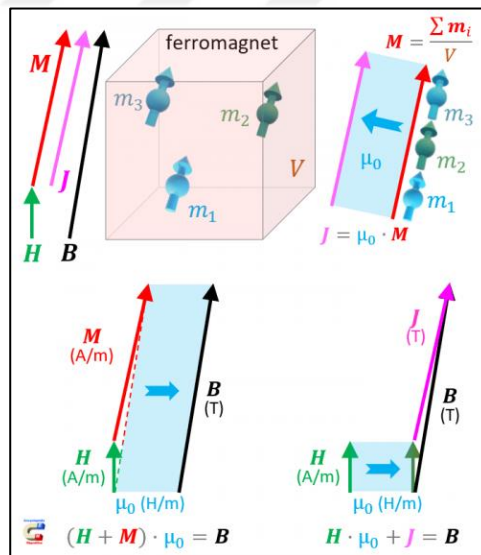 ferromagnet
M
J
H
B
m₃
m₂
m₁
V
M = ∑ mᵢ / V
m₃
m₂
m₁
μ₀
J = μ₀ · M
M
(A/m)
B
(T)
H
(A/m)
μ₀ (H/m)
(H + M) · μ₀ = B
J
(T)
B
(T)
H
(A/m)
μ₀ (H/m)
H · μ₀ + J = B